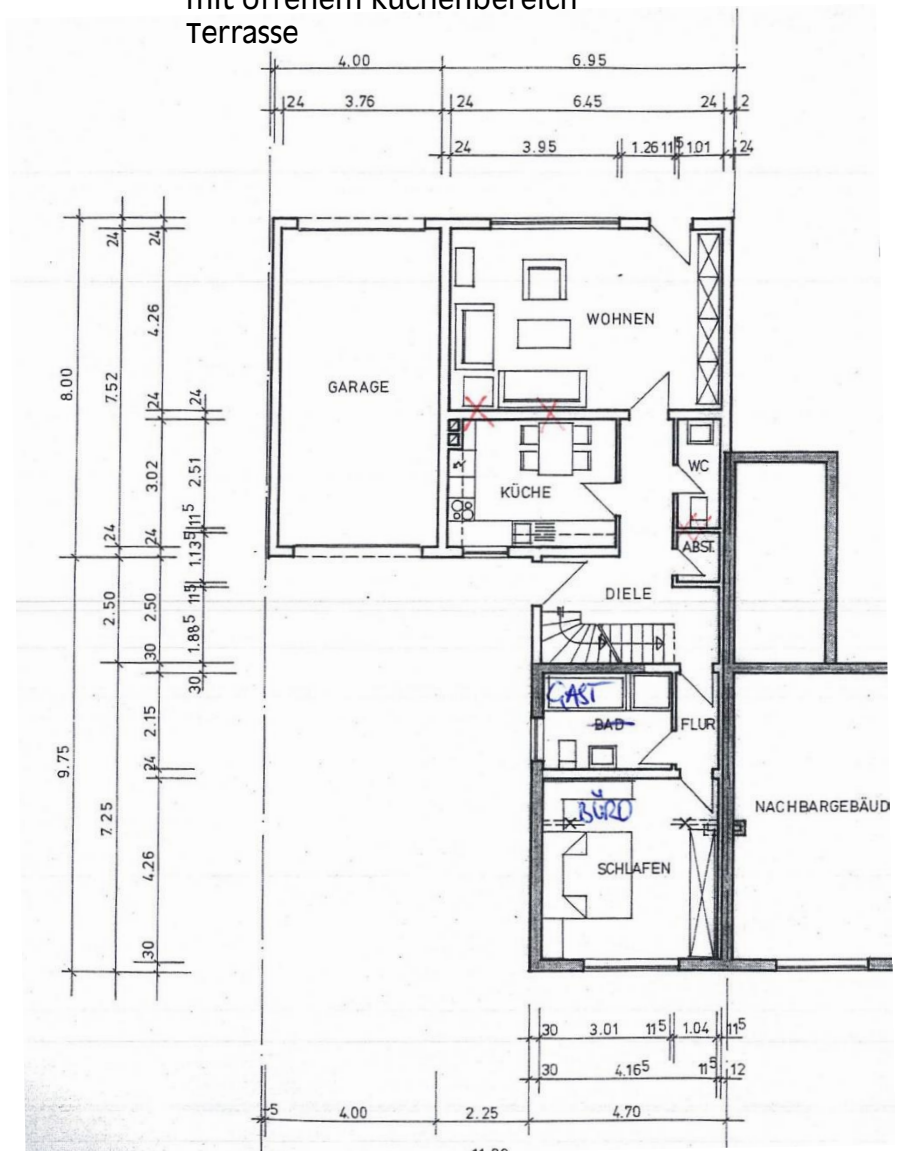 mit offenem Küchenbereich
Terrasse
4.00 6.95
24 3.76 24 6.45 24 2
24 3.95 1.26 11⁵ 1.01 24
24 24
WOHNEN
4.26
8.00 7.52 GARAGE
24 24
WC
3.02 2.51 KÜCHE
11⁵
24 24 ABST.
1.13⁵
2.50 2.50 11⁵ DIELE
1.88⁵
30 30
GAST
2.15 BAD FLUR
9.75 24
7.25 BÜRO NACHBARGEBÄUD
4.26 SCHLAFEN
30
30 3.01 11⁵ 1.04 11⁵
30 4.16⁵ 11⁵ 12
5 4.00 2.25 4.70